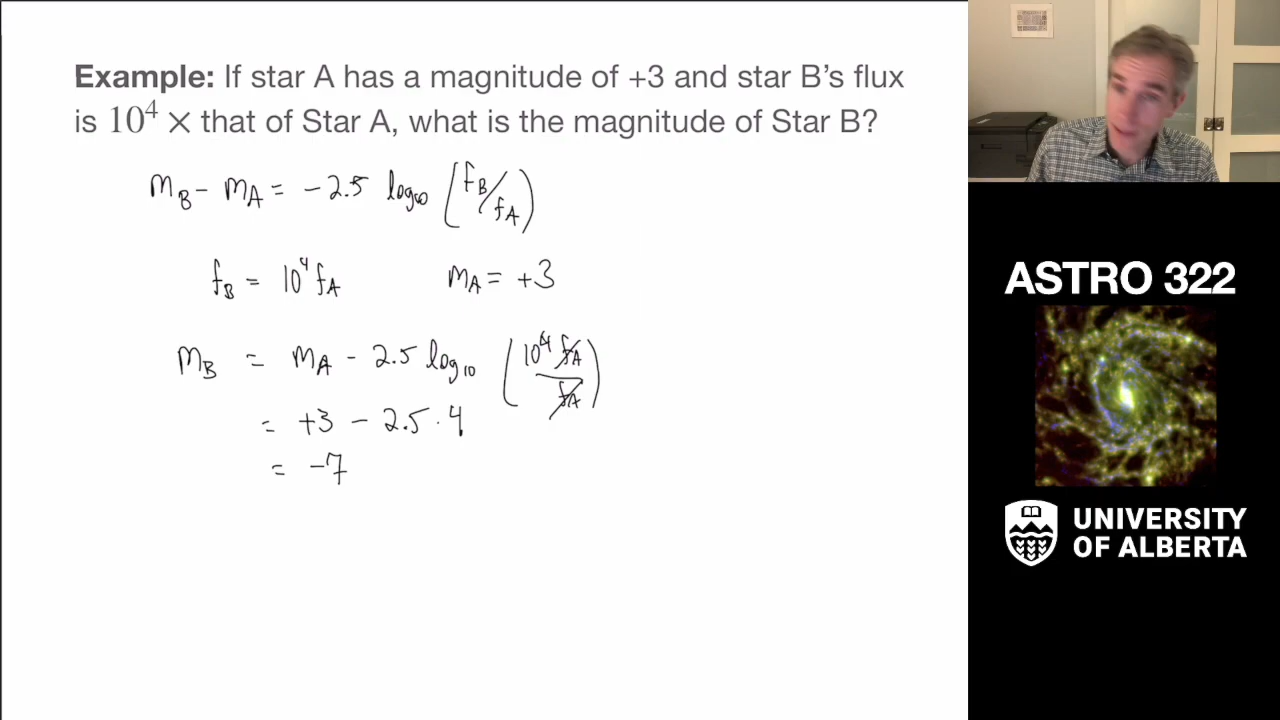 Example: If star A has a magnitude of +3 and star B’s flux
is 10⁴ × that of Star A, what is the magnitude of Star B?
m_B - m_A = -2.5 log₁₀ (f_B/f_A)
f_B = 10⁴ f_A m_A = +3
m_B = m_A - 2.5 log₁₀ (10⁴ f_A / f_A)
= +3 - 2.5 · 4
= -7
ASTRO 322
UNIVERSITY
OF ALBERTA